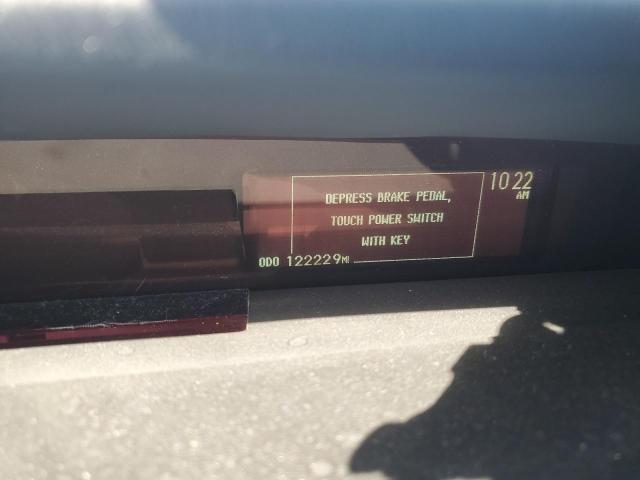 10 22
AM
DEPRESS BRAKE PEDAL,
TOUCH POWER SWITCH
WITH KEY
ODO 122229MI